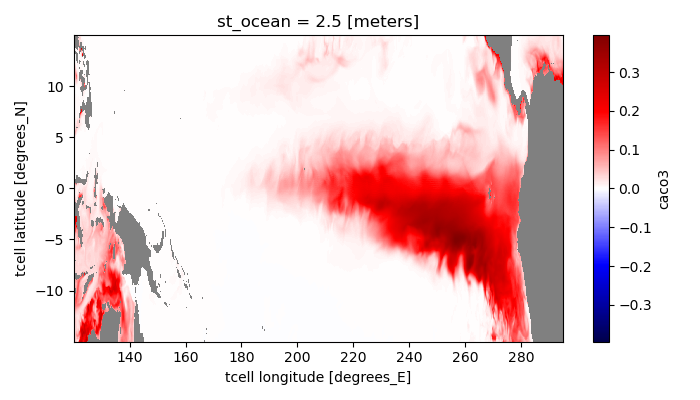 st_ocean = 2.5 [meters]
10
5
0
−5
−10
tcell latitude [degrees_N]
140 160 180 200 220 240 260 280
tcell longitude [degrees_E]
0.3
0.2
0.1
0.0
−0.1
−0.2
−0.3
caco3